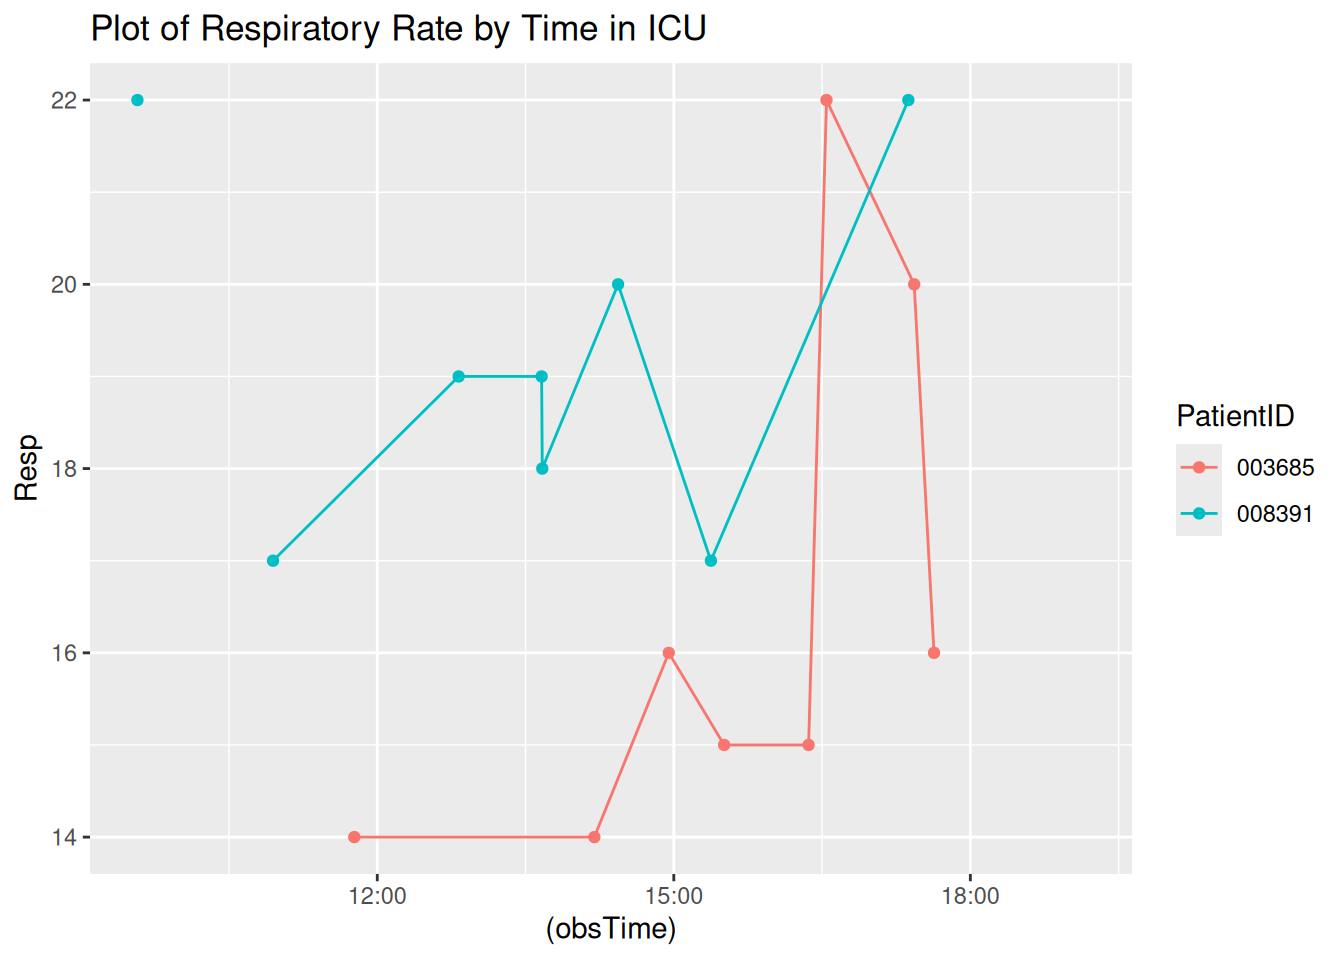 Plot of Respiratory Rate by Time in ICU
22
20
18
16
14
Resp
12:00
15:00
18:00
(obsTime)
PatientID
003685
008391